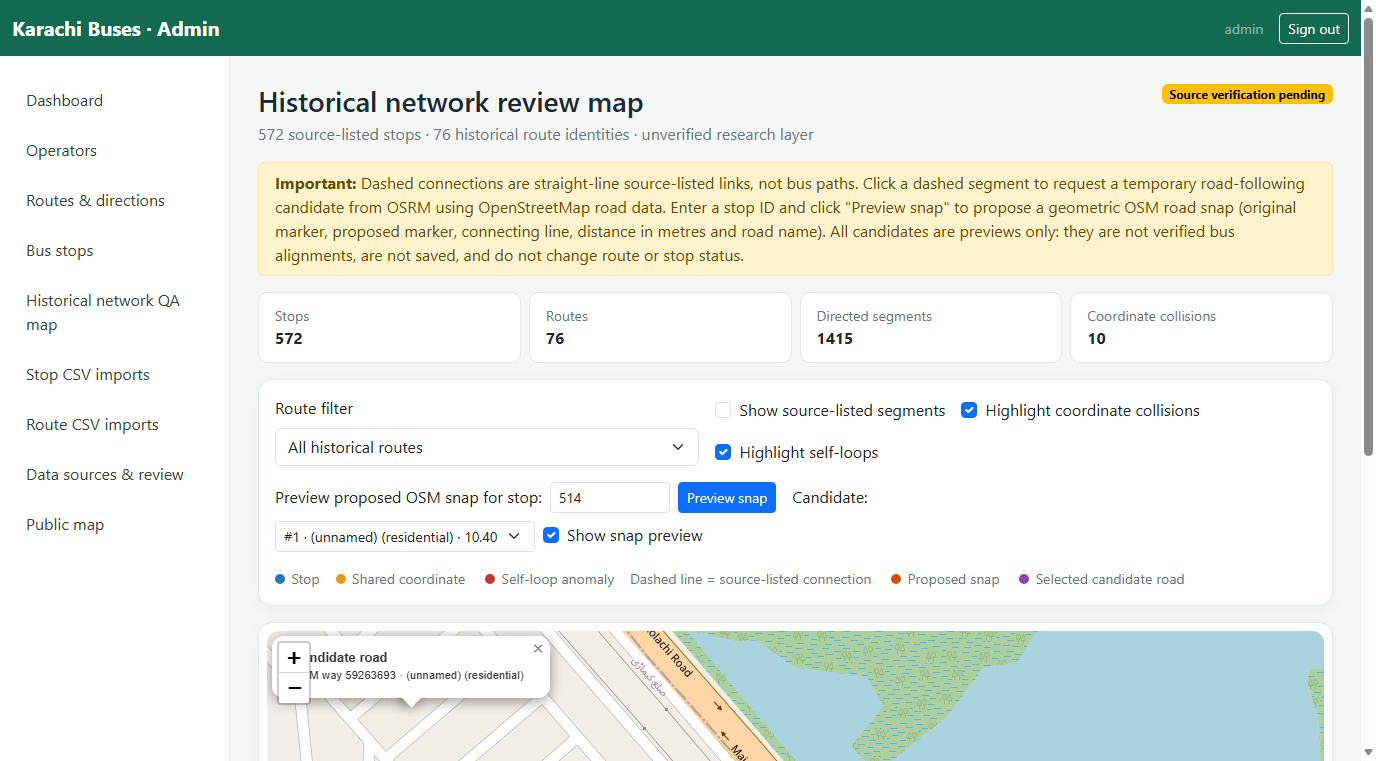 Karachi Buses · Admin
admin
Sign out
Dashboard
Operators
Routes & directions
Bus stops
Historical network QA
map
Stop CSV imports
Route CSV imports
Data sources & review
Public map
Historical network review map
Source verification pending
572 source-listed stops · 76 historical route identities · unverified research layer
Important: Dashed connections are straight-line source-listed links, not bus paths. Click a dashed segment to request a temporary road-following
candidate from OSRM using OpenStreetMap road data. Enter a stop ID and click "Preview snap" to propose a geometric OSM road snap (original
marker, proposed marker, connecting line, distance in metres and road name). All candidates are previews only: they are not verified bus
alignments, are not saved, and do not change route or stop status.
Stops
572
Routes
76
Directed segments
1415
Coordinate collisions
10
Route filter
All historical routes
Show source-listed segments
Highlight coordinate collisions
Highlight self-loops
Preview proposed OSM snap for stop:
514
Preview snap
Candidate:
#1 · (unnamed) (residential) · 10.40
Show snap preview
Stop
Shared coordinate
Self-loop anomaly
Dashed line = source-listed connection
Proposed snap
Selected candidate road
+
−
ndidate road
×
M way 59263693 · (unnamed) (residential)
olachi Road
ضلع کیماڑی
Mai